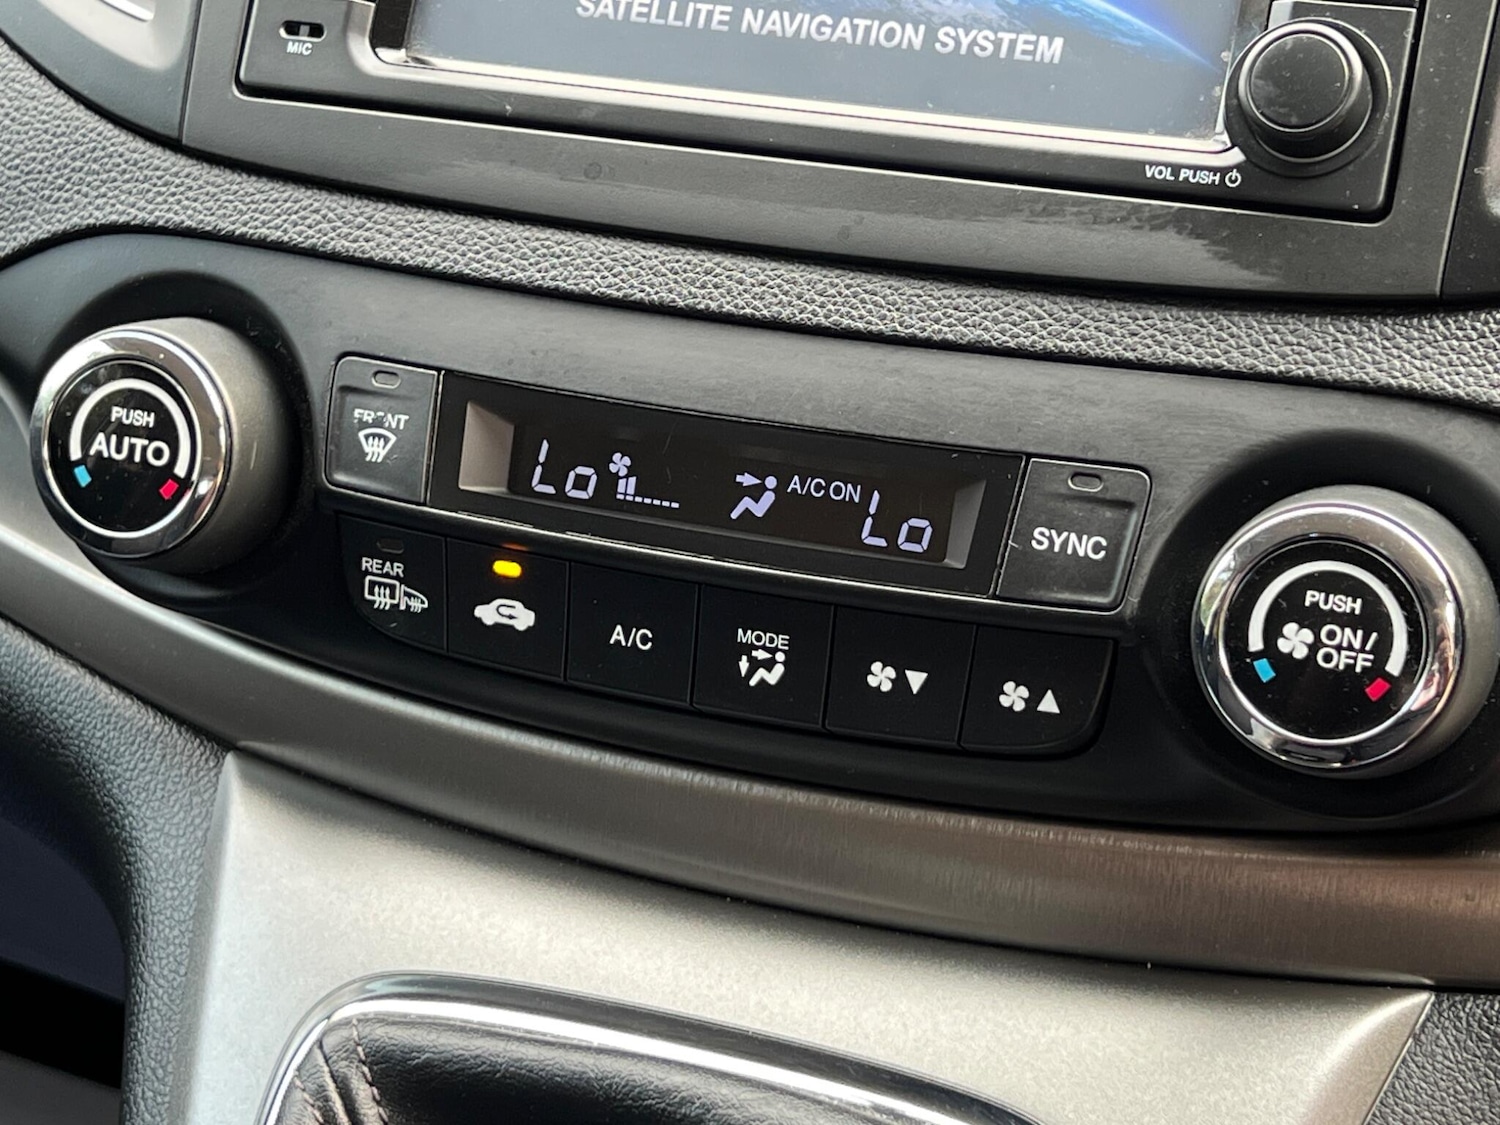 SATELLITE NAVIGATION SYSTEM
MIC
VOL PUSH
PUSH
AUTO
FRONT
Lo
A/C ON
Lo
SYNC
REAR
A/C
MODE
PUSH
ON/
OFF